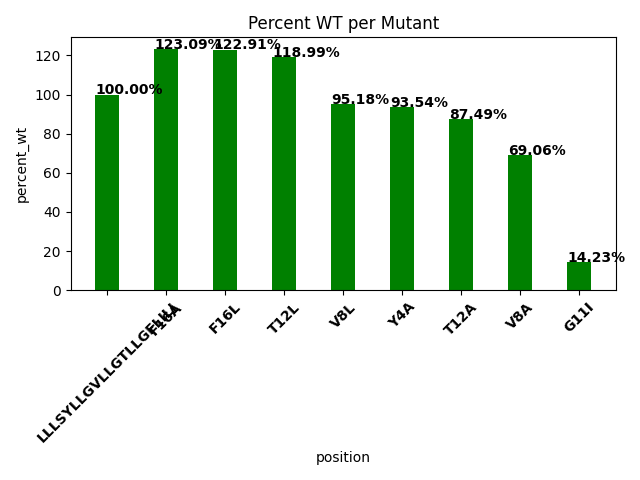 Percent WT per Mutant
percent_wt
120
100
80
60
40
20
0
100.00%
123.09%
122.91%
118.99%
95.18%
93.54%
87.49%
69.06%
14.23%
F16A
F16L
T12L
V8L
Y4A
T12A
V8A
G11I
position